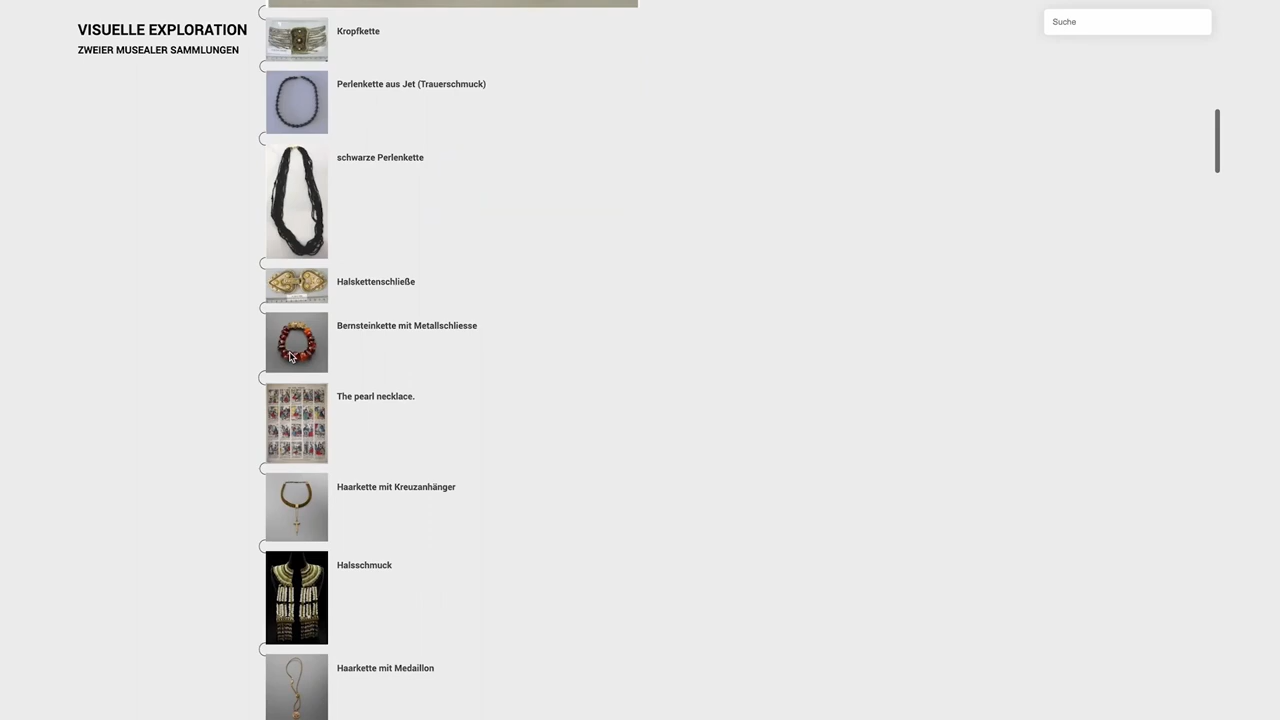 VISUELLE EXPLORATION
ZWEIER MUSEALER SAMMLUNGEN
Suche
Kropfkette
Perlenkette aus Jet (Trauerschmuck)
schwarze Perlenkette
Halskettenschließe
Bernsteinkette mit Metallschliesse
The pearl necklace.
Haarkette mit Kreuzanhänger
Halsschmuck
Haarkette mit Medaillon